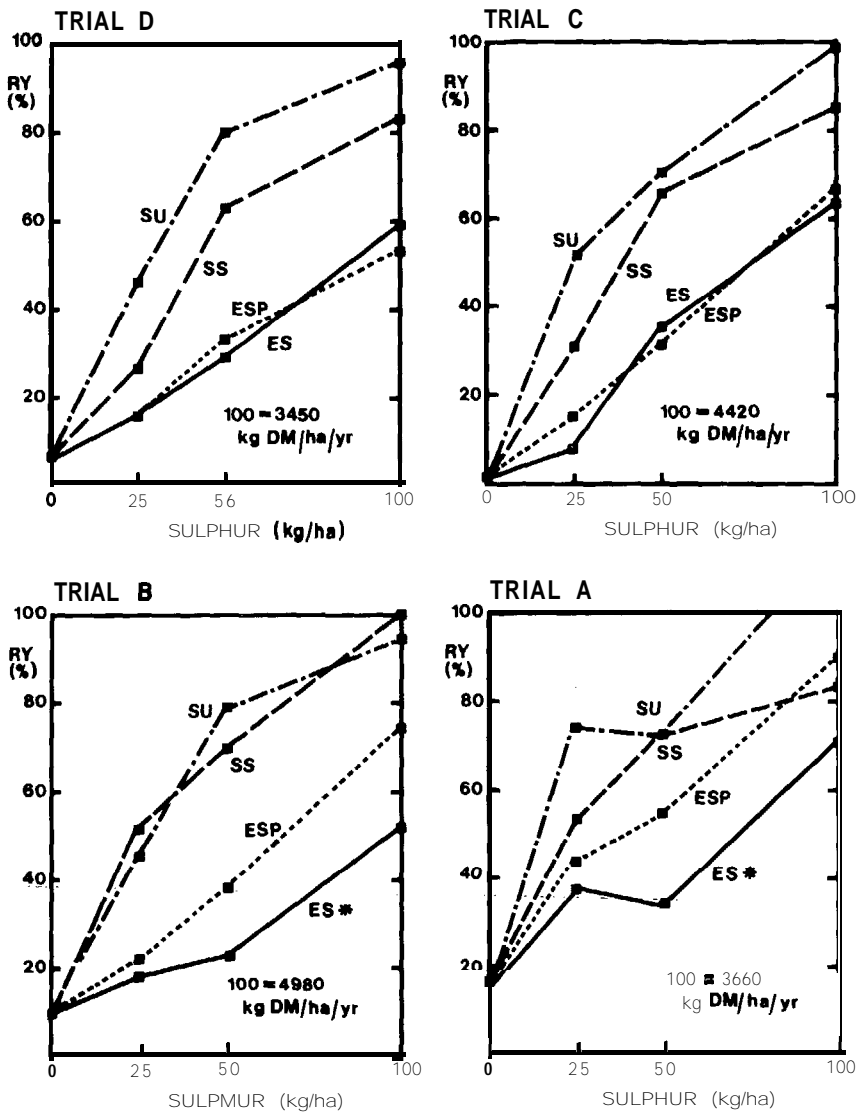 TRIAL D
100
RY
(%)
80
60
40
20
SU
SS
ESP
ES
100 = 3450
kg DM/ha/yr
0 25 56 100
SULPHUR (kg/ha)
TRIAL C
100
RY
(%)
80
60
40
20
SU
SS
ES
ESP
100 = 4420
kg DM/ha/yr
0 25 50 100
SULPHUR (kg/ha)
TRIAL B
100
RY
(%)
80
60
40
20
SU
SS
ESP
ES *
100 = 4980
kg DM/ha/yr
0 25 50 100
SULPMUR (kg/ha)
TRIAL A
100
RY
(%)
80
60
40
20
SU
SS
ESP
ES *
100 = 3660
kg DM/ha/yr
0 25 50 100
SULPHUR (kg/ha)